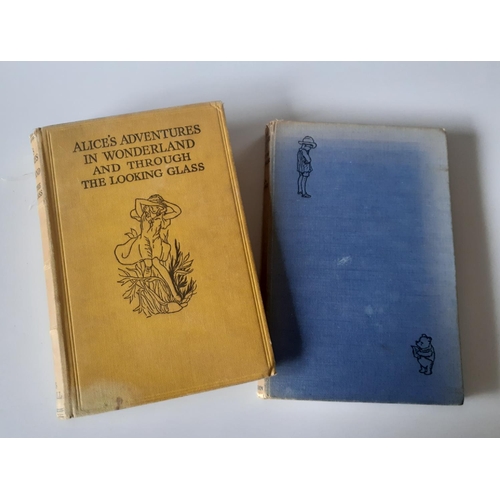 ALICE'S ADVENTURES
IN WONDERLAND
AND THROUGH
THE LOOKING GLASS